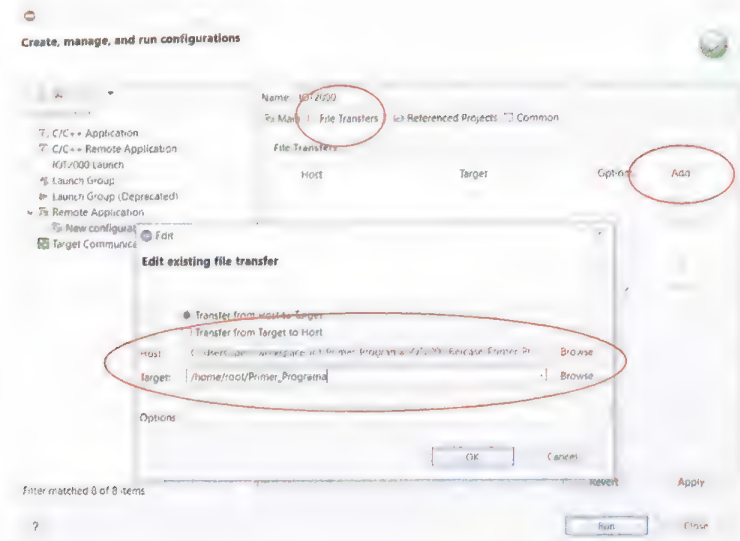 Create, manage, and run configurations
Name: IOT2000
Main File Transfers Referenced Projects Common
File Transfers
Host Target Options Add
C/C++ Application
C/C++ Remote Application
IOT2000 Launch
Launch Group
Launch Group (Deprecated)
Remote Application
New configurat
Target Communica
Edit
Edit existing file transfer
Transfer from Host to Target
Transfer from Target to Host
Host: Browse
Target: /home/root/Primer_Programa Browse
Options
OK Cancel
Filter matched 8 of 8 items
Revert Apply
? Run Close